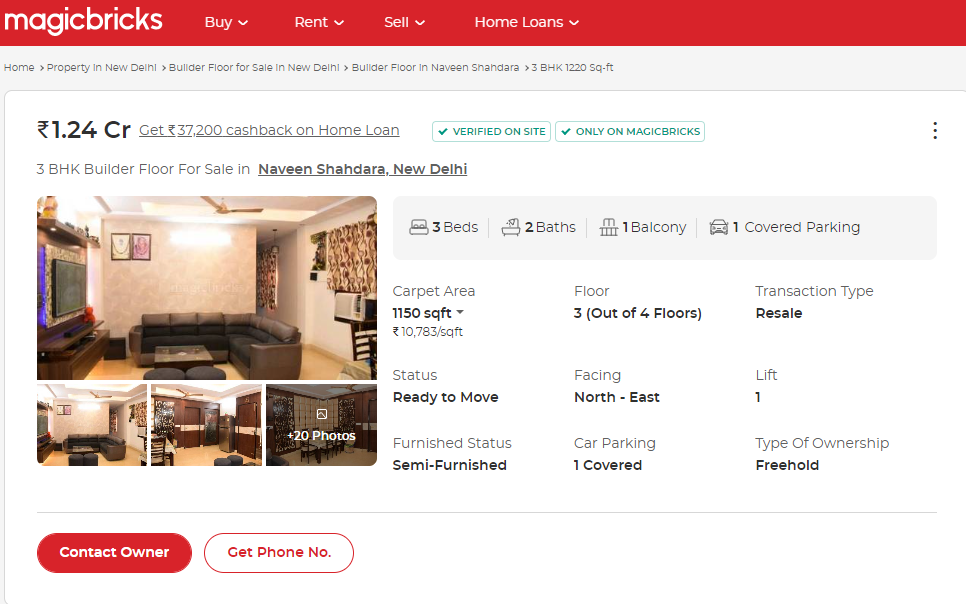 magicbricks
Buy
Rent
Sell
Home Loans
Home > Property in New Delhi > Builder Floor for Sale in New Delhi > Builder Floor in Naveen Shahdara > 3 BHK 1220 Sq-ft
₹1.24 Cr Get ₹37,200 cashback on Home Loan
VERIFIED ON SITE
ONLY ON MAGICBRICKS
3 BHK Builder Floor For Sale in Naveen Shahdara, New Delhi
magicbricks
+20 Photos
3 Beds
2 Baths
1 Balcony
1 Covered Parking
Carpet Area
1150 sqft
₹10,783/sqft
Floor
3 (Out of 4 Floors)
Transaction Type
Resale
Status
Ready to Move
Facing
North - East
Lift
1
Furnished Status
Semi-Furnished
Car Parking
1 Covered
Type Of Ownership
Freehold
Contact Owner
Get Phone No.